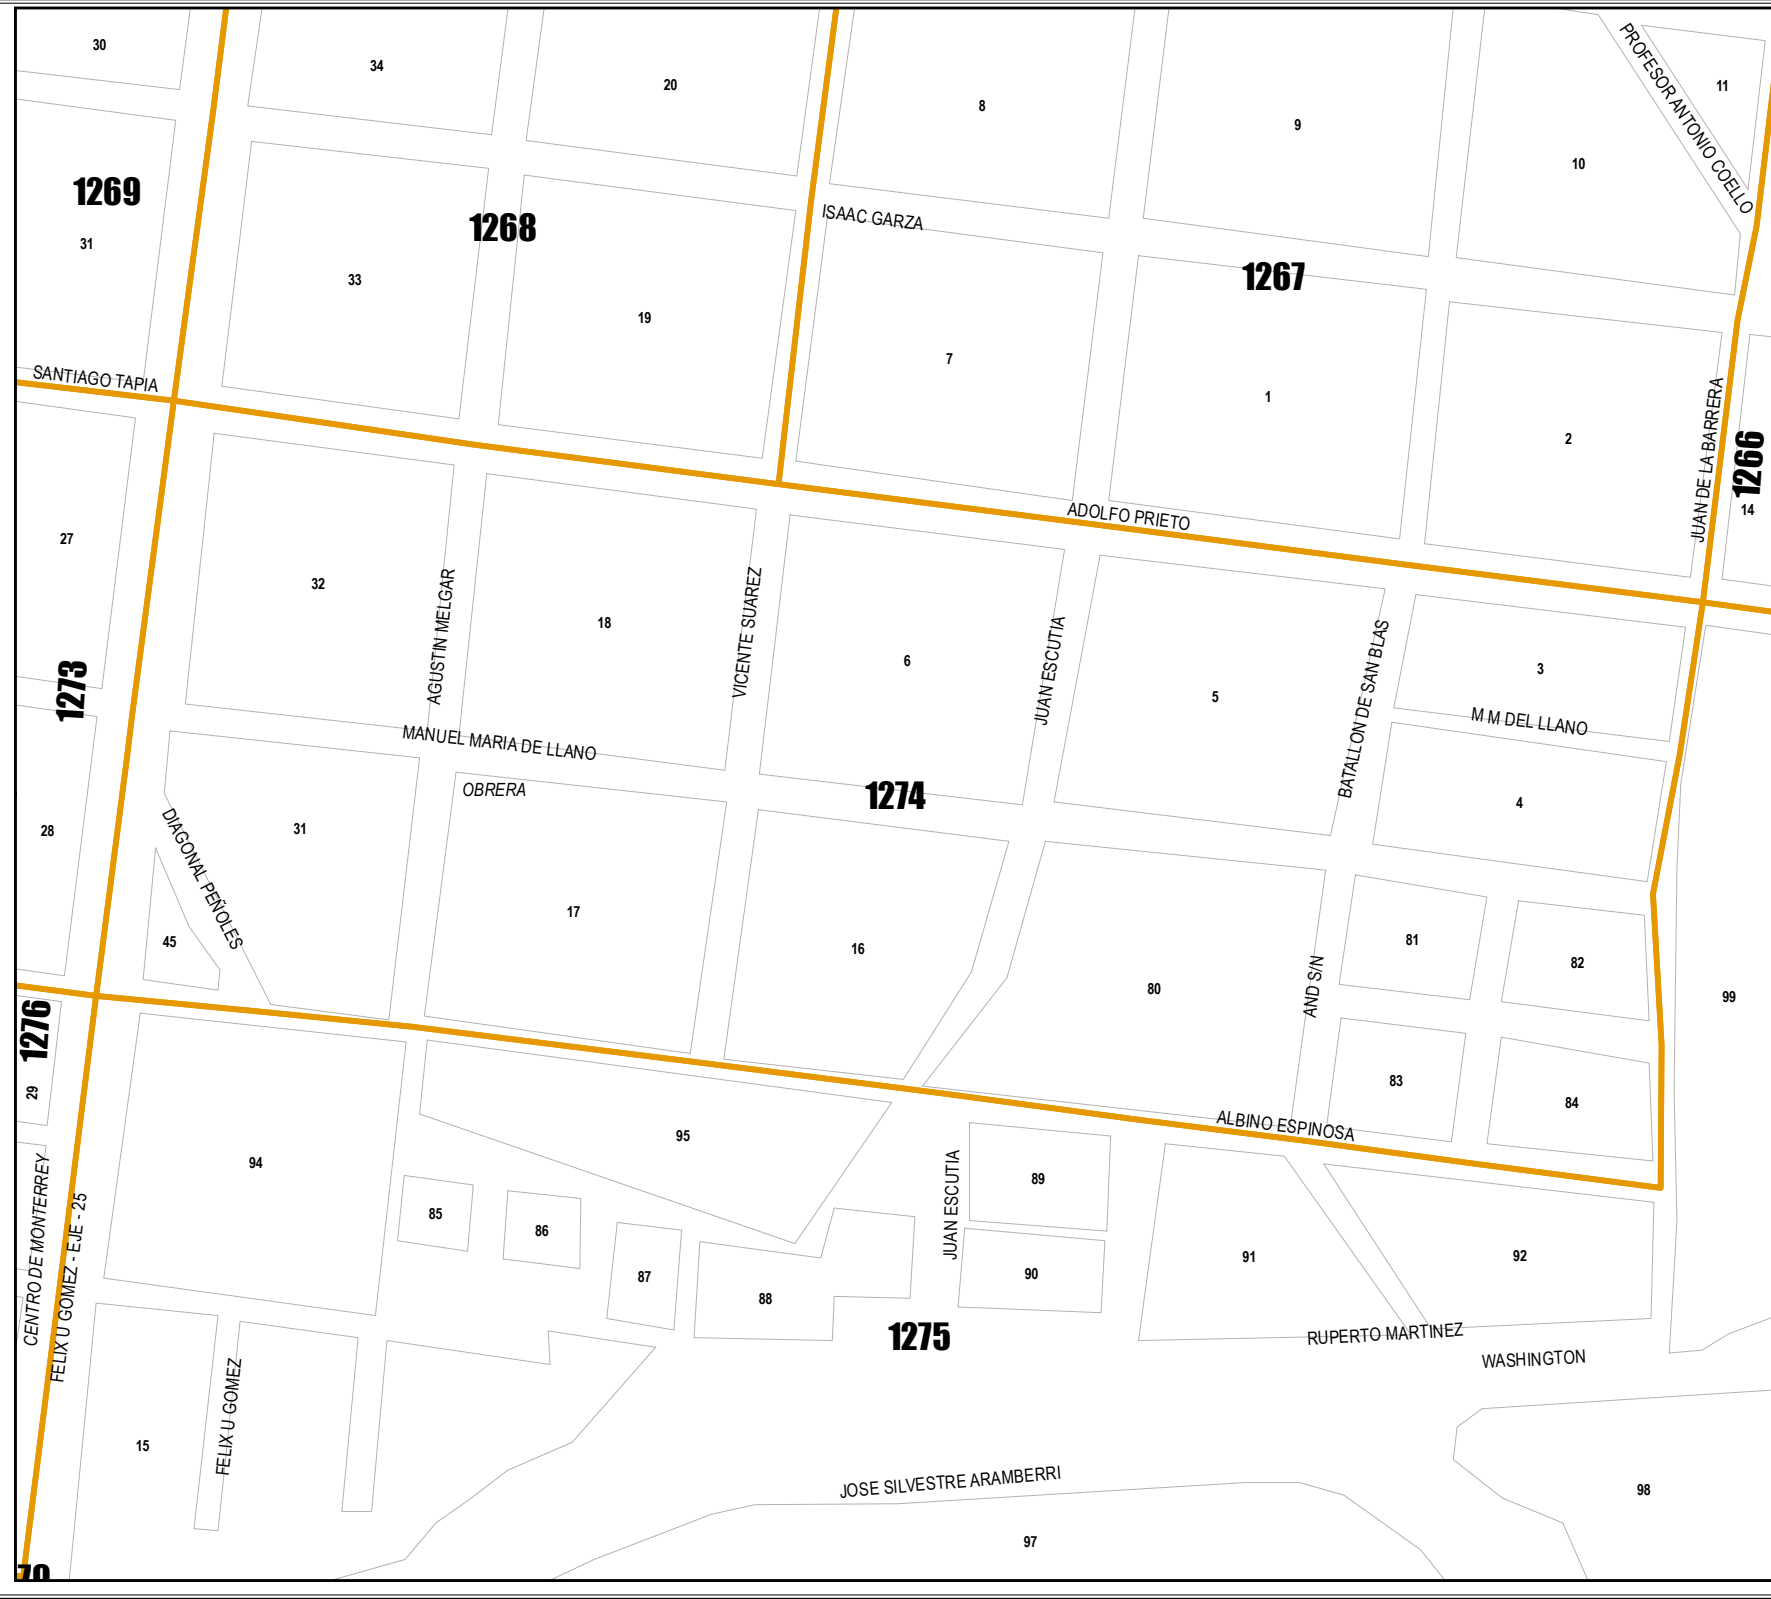 30
34
20
8
9
10
11
PROFESOR ANTONIO COELLO
1269
31
1268
ISAAC GARZA
1267
33
19
7
1
2
SANTIAGO TAPIA
JUAN DE LA BARRERA
1266
14
ADOLFO PRIETO
27
32
AGUSTIN MELGAR
18
VICENTE SUAREZ
6
JUAN ESCUTIA
5
BATALLON DE SAN BLAS
3
M M DEL LLANO
1273
MANUEL MARIA DE LLANO
OBRERA
1274
4
28
DIAGONAL PEÑOLES
31
17
16
45
80
AND S/N
81
82
99
1276
29
83
84
ALBINO ESPINOSA
94
95
85
86
87
88
JUAN ESCUTIA
89
90
91
92
CENTRO DE MONTERREY
FELIX U GOMEZ - EJE - 25
1275
RUPERTO MARTINEZ
WASHINGTON
15
FELIX U GOMEZ
JOSE SILVESTRE ARAMBERRI
97
98